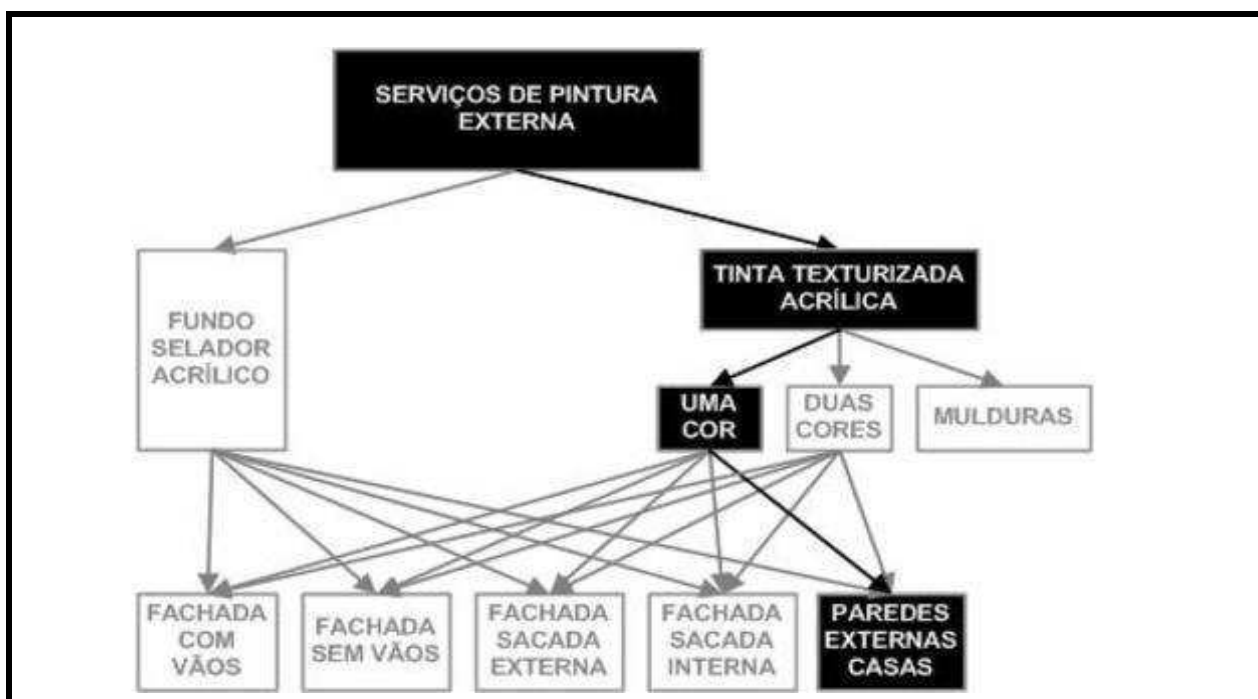 SERVIÇOS DE PINTURA
EXTERNA
TINTA TEXTURIZADA
ACRÍLICA
FUNDO
SELADOR
ACRÍLICO
UMA
COR
DUAS
CORES
MULDURAS
FACHADA
COM
VÃOS
FACHADA
SEM VÃOS
FACHADA
SACADA
EXTERNA
FACHADA
SACADA
INTERNA
PAREDES
EXTERNAS
CASAS